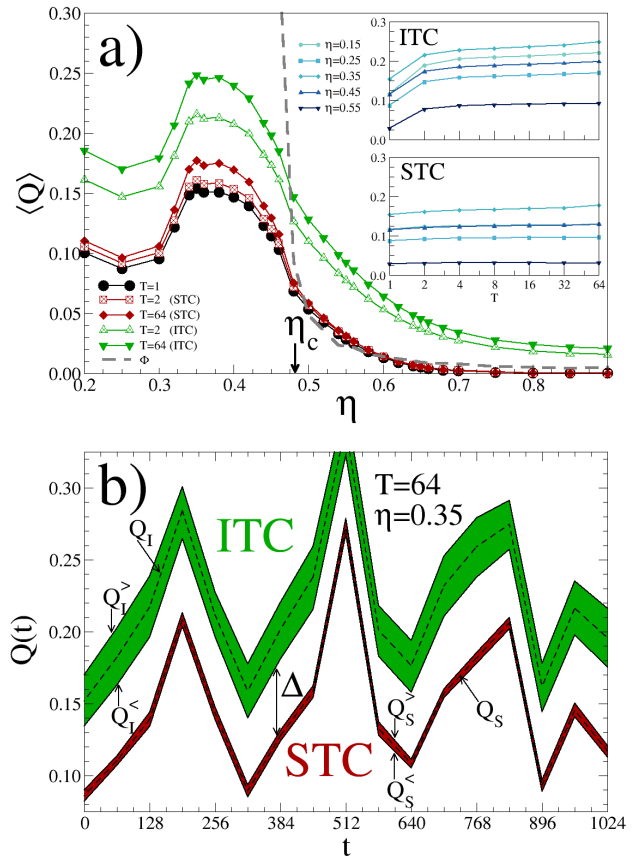 a)
⟨Q⟩
0.30
0.25
0.20
0.15
0.10
0.05
0.00
0.2 0.3 0.4 0.5 0.6 0.7 0.8
η
η_c
T=1
T=2 (STC)
T=64 (STC)
T=2 (ITC)
T=64 (ITC)
Φ
η=0.15
η=0.25
η=0.35
η=0.45
η=0.55
ITC
0.3
0.2
0.1
0.0
STC
0.3
0.2
0.1
0.0
1 2 4 8 16 32 64
T
b)
T=64
η=0.35
Q(t)
0.30
0.25
0.20
0.15
0.10
ITC
Q_I
Q_I^>
Q_I^<
Δ
STC
Q_S^>
Q_S^<
Q_S
0 128 256 384 512 640 768 896 1024
t